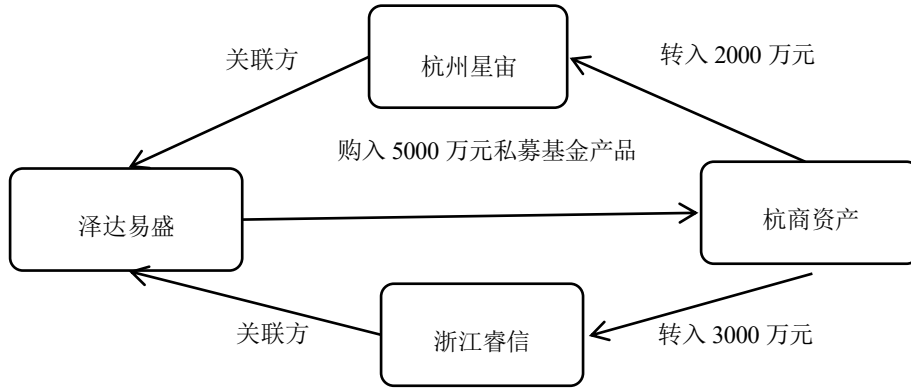 关联方
杭州星宙
转入 2000 万元
购入 5000 万元私募基金产品
泽达易盛
杭商资产
关联方
浙江睿信
转入 3000 万元